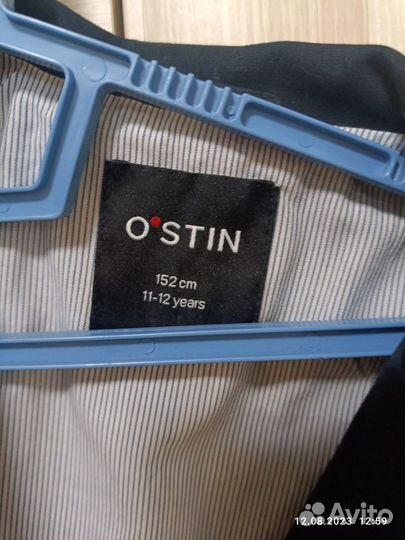 O'STIN
152 cm
11-12 years
12.08.2023 12:59
Avito